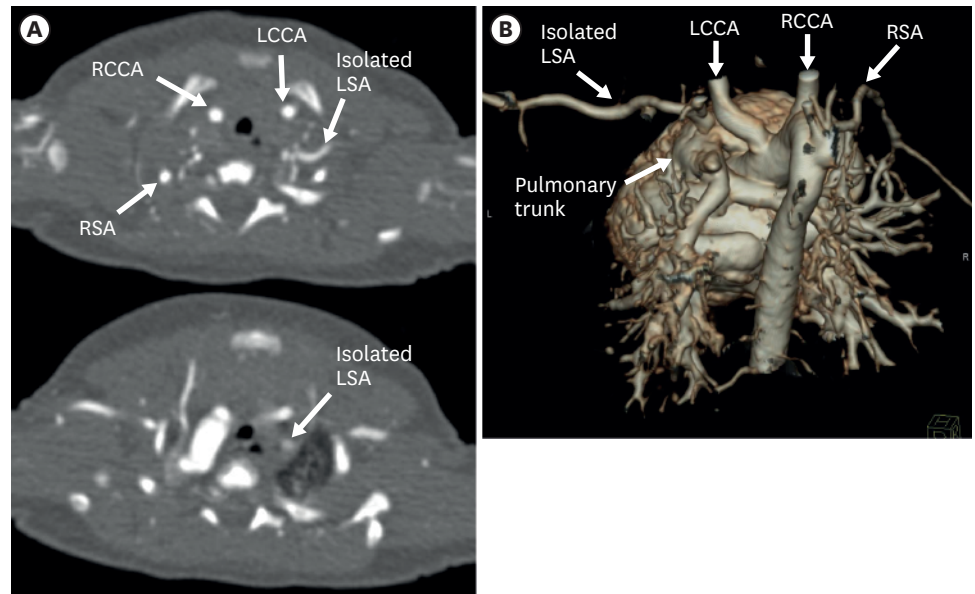 A
LCCA
Isolated
LSA
RCCA
RSA
Isolated
LSA
B
Isolated
LSA
LCCA
RCCA
RSA
Pulmonary
trunk
L
R
H